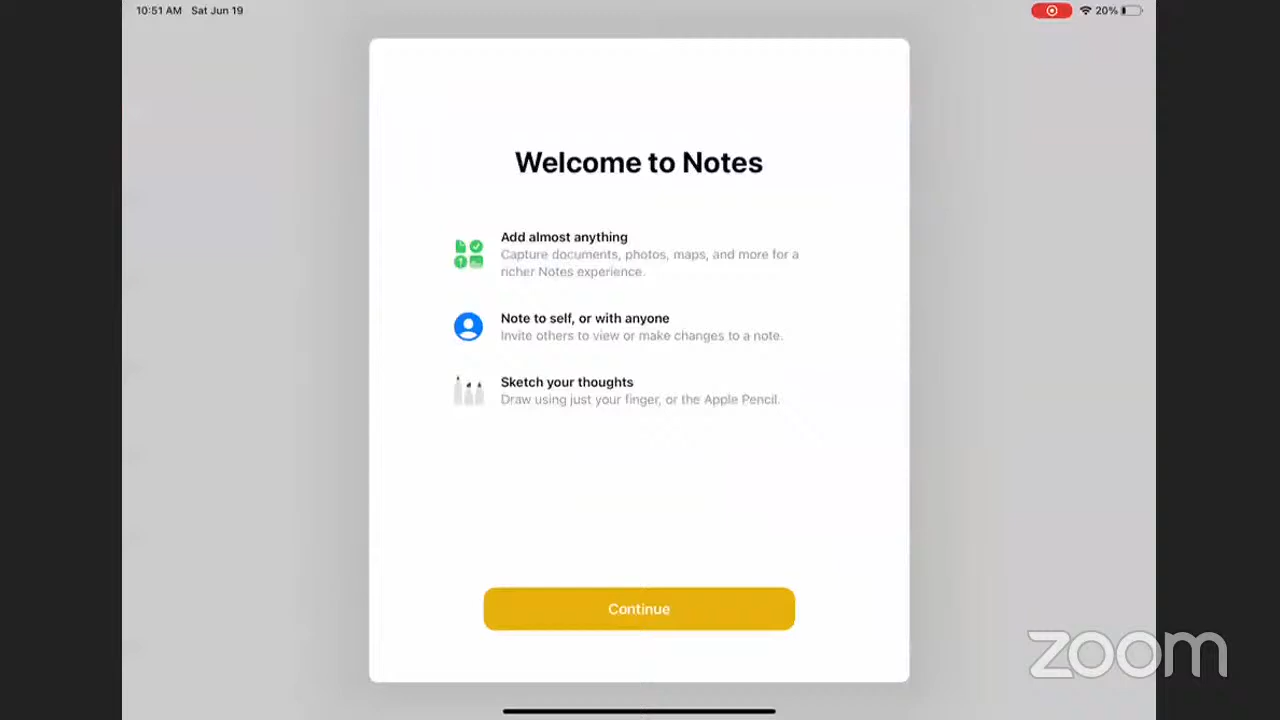 10:51 AM Sat Jun 19
20%
Welcome to Notes
Add almost anything
Capture documents, photos, maps, and more for a
richer Notes experience.
Note to self, or with anyone
Invite others to view or make changes to a note.
Sketch your thoughts
Draw using just your finger, or the Apple Pencil.
Continue
zoom